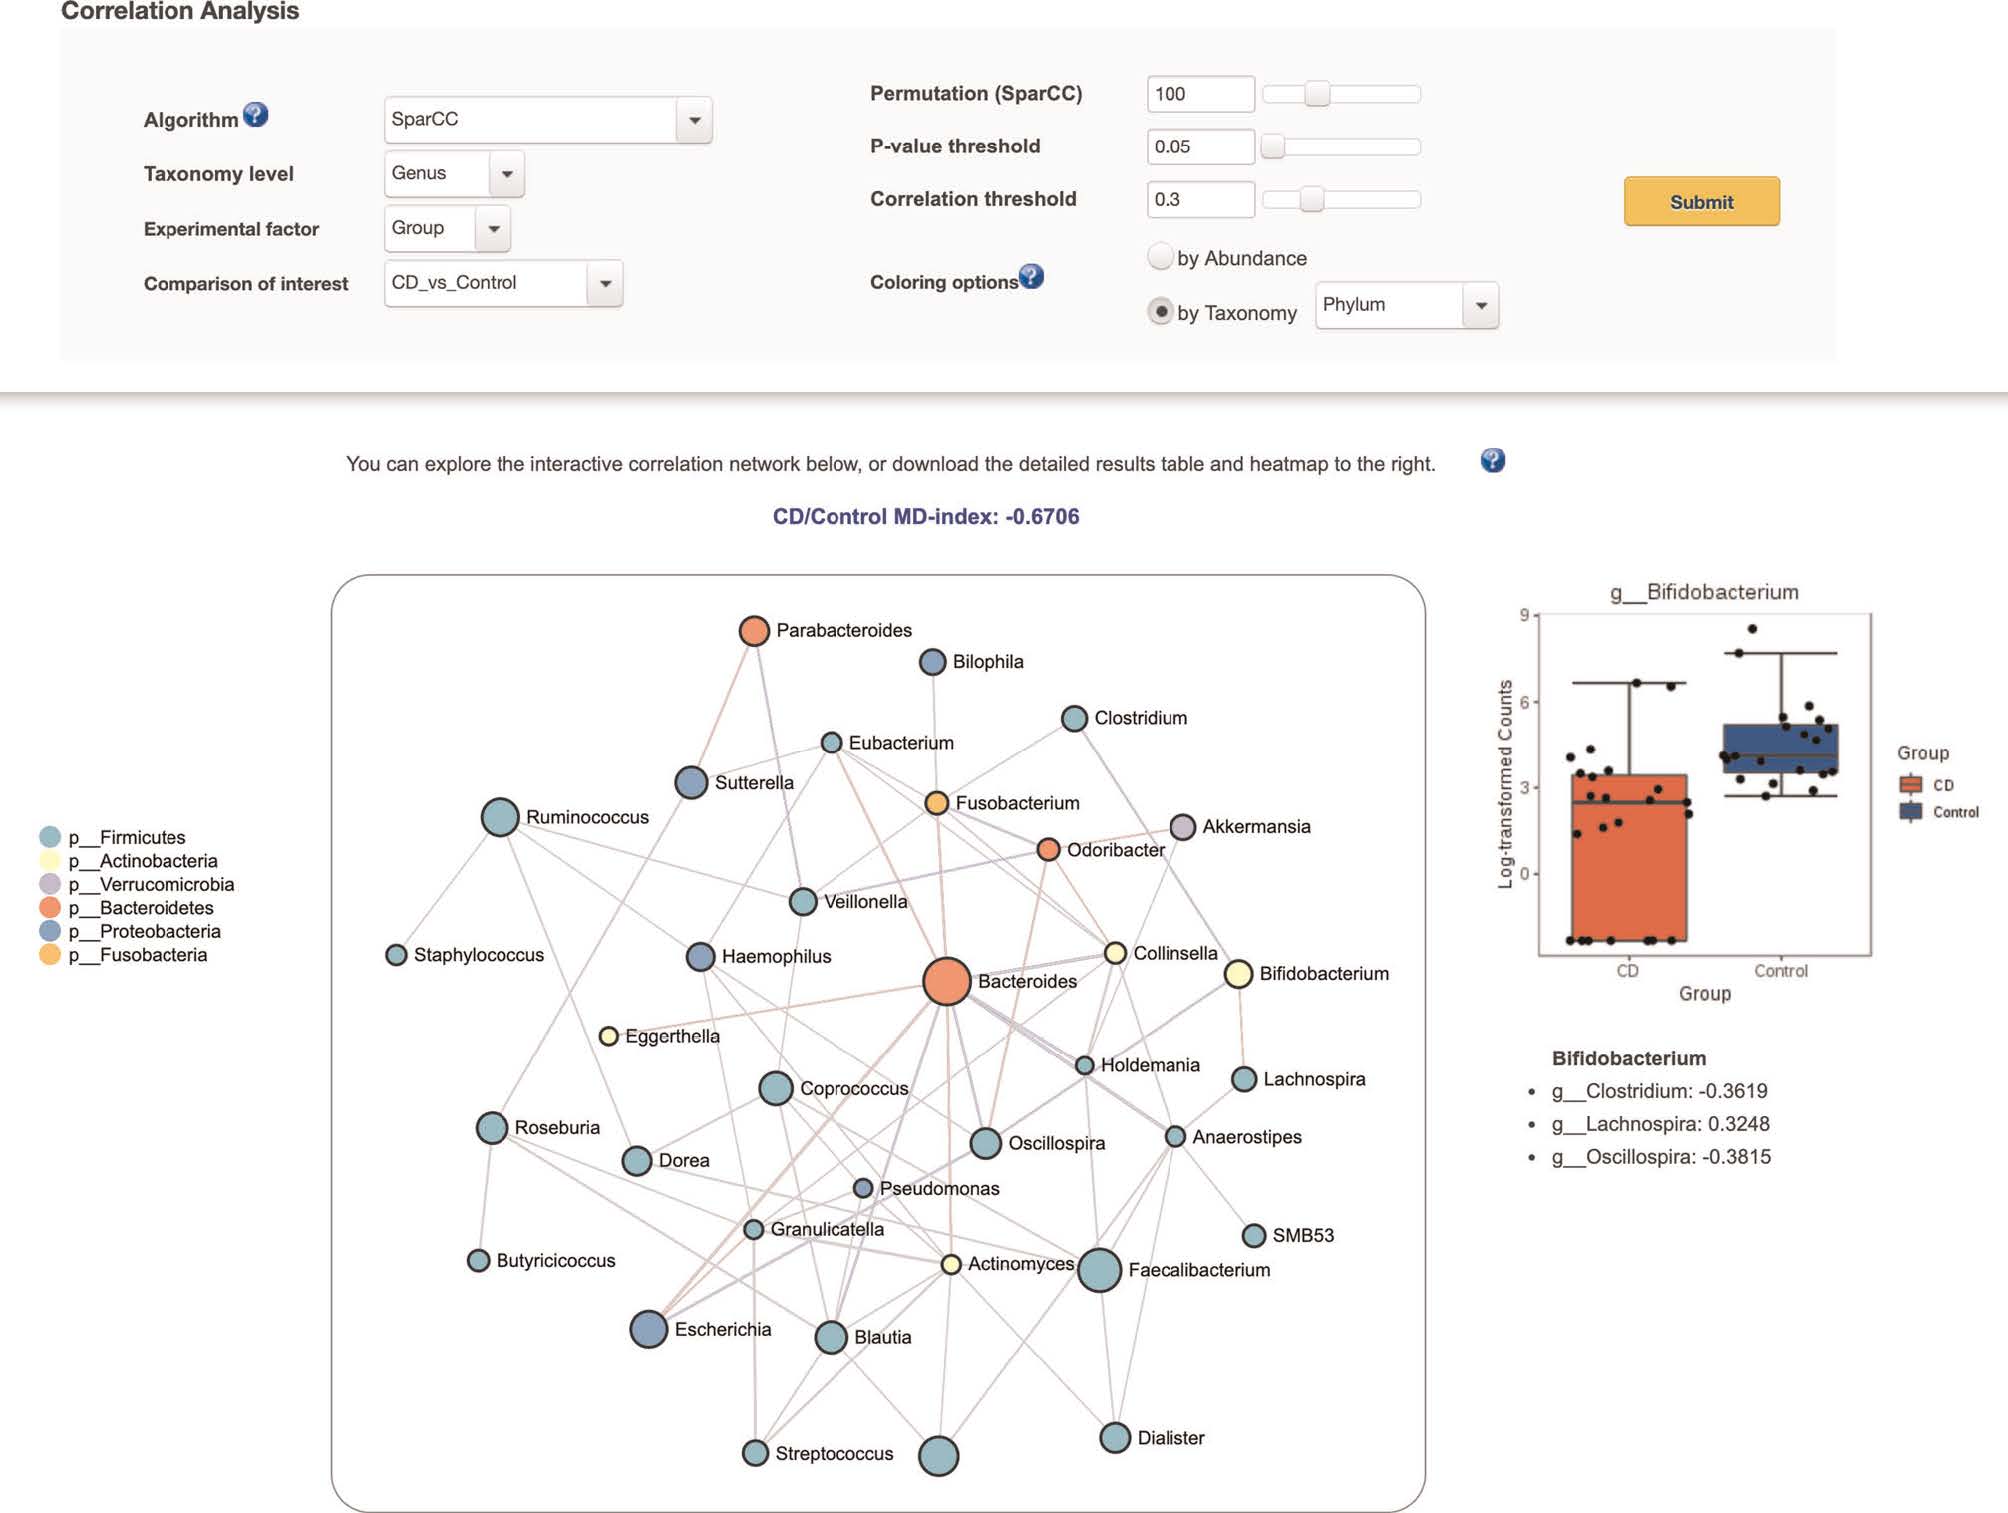 Correlation Analysis
Algorithm ?
SparCC
Taxonomy level
Genus
Experimental factor
Group
Comparison of interest
CD_vs_Control
Permutation (SparCC)
100
P-value threshold
0.05
Correlation threshold
0.3
Coloring options ?
by Abundance
by Taxonomy
Phylum
Submit
You can explore the interactive correlation network below, or download the detailed results table and heatmap to the right. ?
CD/Control MD-index: -0.6706
p__Firmicutes
p__Actinobacteria
p__Verrucomicrobia
p__Bacteroidetes
p__Proteobacteria
p__Fusobacteria
Parabacteroides
Bilophila
Clostridium
Eubacterium
Sutterella
Fusobacterium
Ruminococcus
Akkermansia
Odoribacter
Veillonella
Staphylococcus
Haemophilus
Collinsella
Bifidobacterium
Bacteroides
Eggerthella
Holdemania
Lachnospira
Coprococcus
Roseburia
Anaerostipes
Oscillospira
Dorea
Pseudomonas
Granulicatella
SMB53
Butyricicoccus
Actinomyces
Faecalibacterium
Escherichia
Blautia
Streptococcus
Dialister
g__Bifidobacterium
Log-transformed Counts
9
6
3
0
CD
Control
Group
Group
CD
Control
Bifidobacterium
• g__Clostridium: -0.3619
• g__Lachnospira: 0.3248
• g__Oscillospira: -0.3815